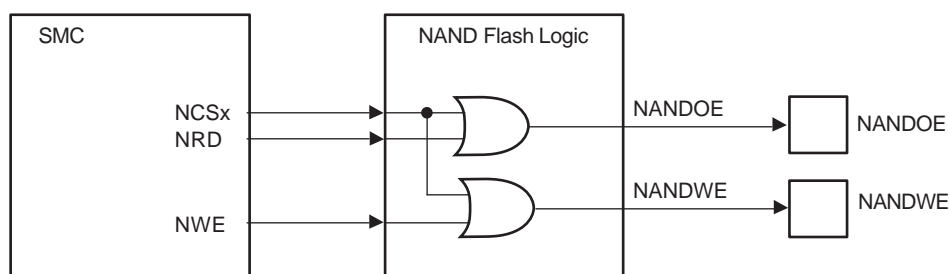 SMC
NAND Flash Logic
NCSx
NRD
NWE
NANDOE
NANDOE
NANDWE
NANDWE